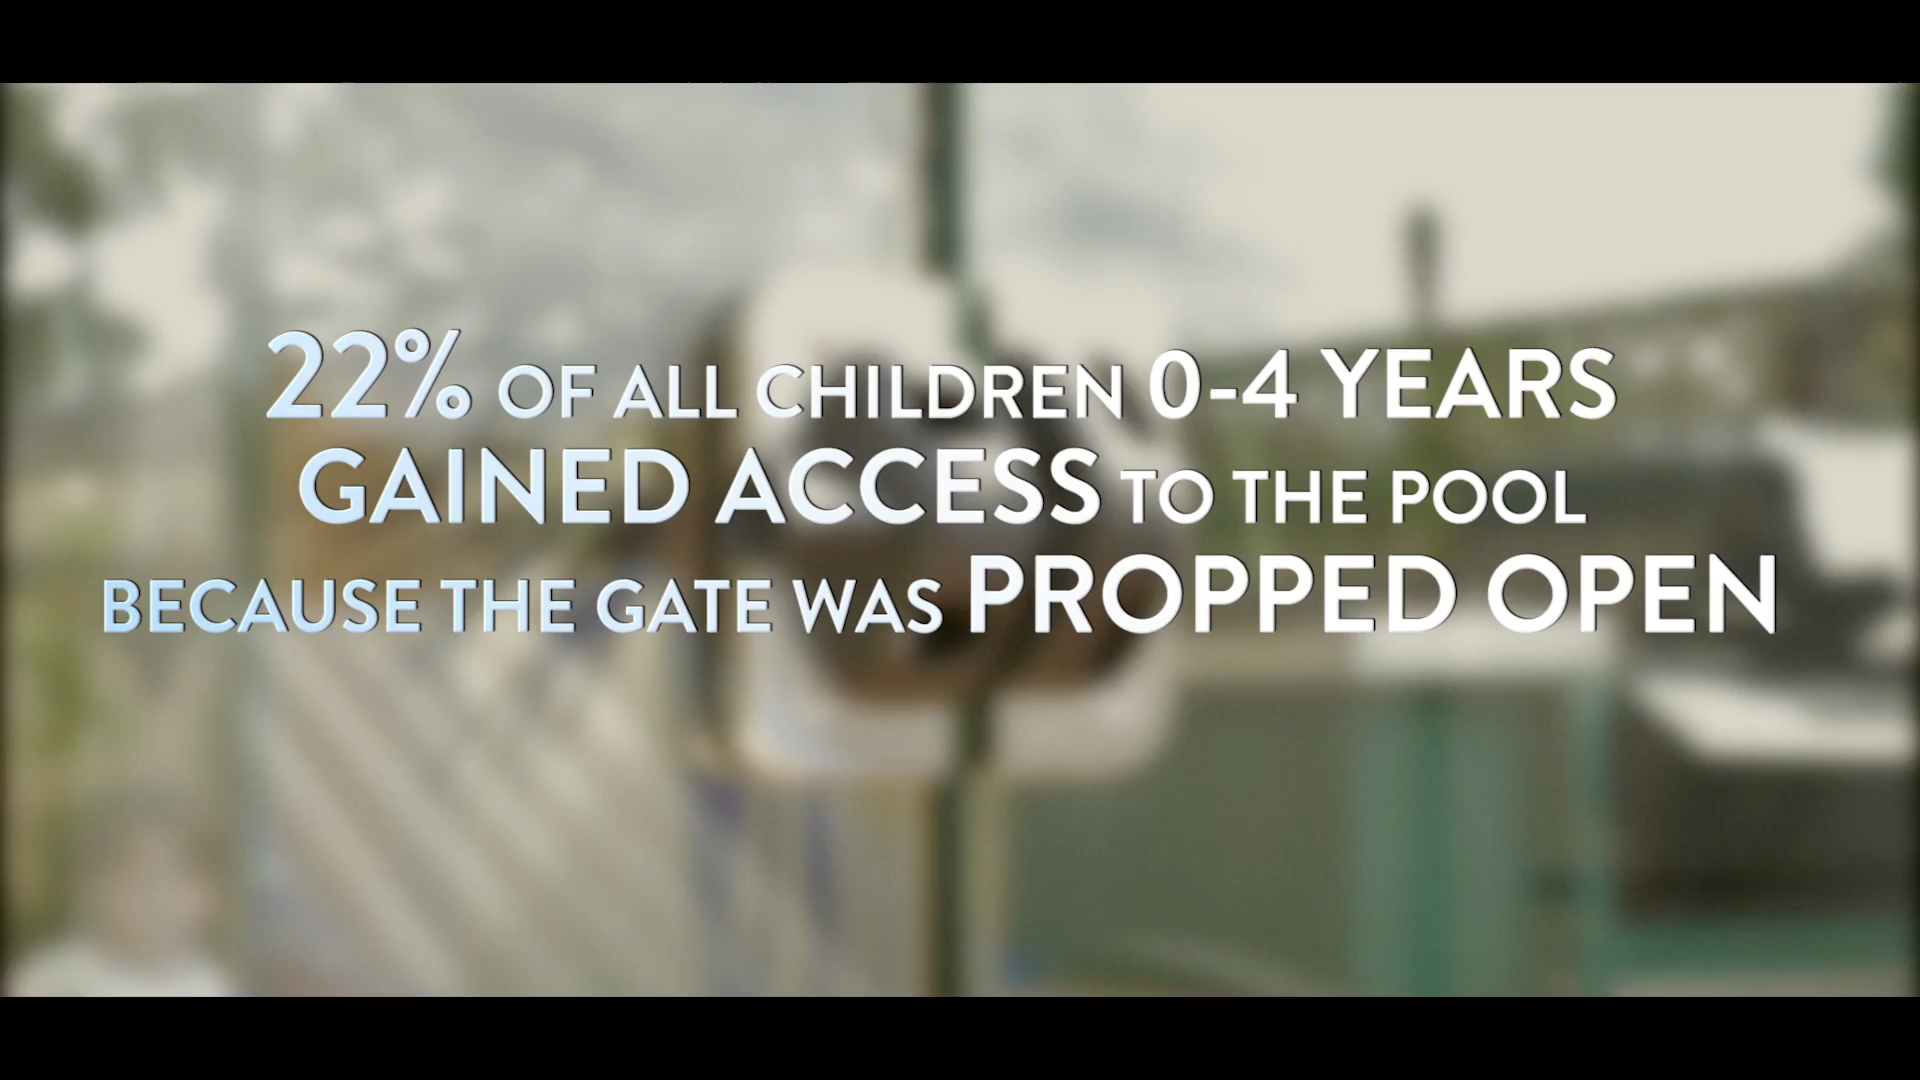 22% OF ALL CHILDREN 0-4 YEARS
GAINED ACCESS TO THE POOL
BECAUSE THE GATE WAS PROPPED OPEN